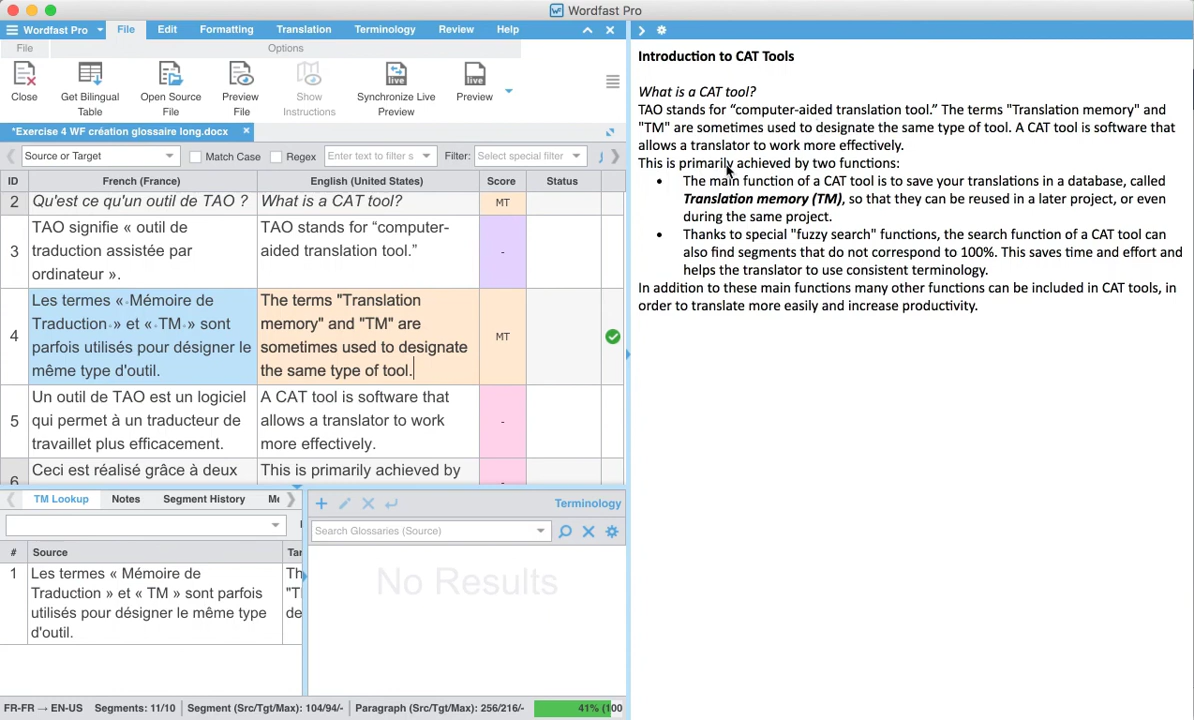 Wordfast Pro
Wordfast Pro File Edit Formatting Translation Terminology Review Help
File Options
Close Get Bilingual Table Open Source File Preview File Show Instructions Synchronize Live Preview Preview
live live
*Exercise 4 WF création glossaire long.docx
Source or Target Match Case Regex Enter text to filter s Filter: Select special filter
ID French (France) English (United States) Score Status
2 Qu'est ce qu'un outil de TAO ? What is a CAT tool? MT
3 TAO signifie « outil de
traduction assistée par
ordinateur ».
TAO stands for “computer-
aided translation tool.”
-
4 Les termes « Mémoire de
Traduction » et « TM » sont
parfois utilisés pour désigner le
même type d'outil.
The terms "Translation
memory" and "TM" are
sometimes used to designate
the same type of tool.
MT
5 Un outil de TAO est un logiciel
qui permet à un traducteur de
travaillet plus efficacement.
A CAT tool is software that
allows a translator to work
more effectively.
-
6 Ceci est réalisé grâce à deux This is primarily achieved by
TM Lookup Notes Segment History
# Source
1 Les termes « Mémoire de
Traduction » et « TM » sont parfois
utilisés pour désigner le même type
d'outil.
Terminology
Search Glossaries (Source)
No Results
FR-FR → EN-US Segments: 11/10 Segment (Src/Tgt/Max): 104/94/- Paragraph (Src/Tgt/Max): 256/216/- 41% (100
Introduction to CAT Tools
What is a CAT tool?
TAO stands for “computer-aided translation tool.” The terms "Translation memory" and
"TM" are sometimes used to designate the same type of tool. A CAT tool is software that
allows a translator to work more effectively.
This is primarily achieved by two functions:
• The main function of a CAT tool is to save your translations in a database, called
Translation memory (TM), so that they can be reused in a later project, or even
during the same project.
• Thanks to special "fuzzy search" functions, the search function of a CAT tool can
also find segments that do not correspond to 100%. This saves time and effort and
helps the translator to use consistent terminology.
In addition to these main functions many other functions can be included in CAT tools, in
order to translate more easily and increase productivity.